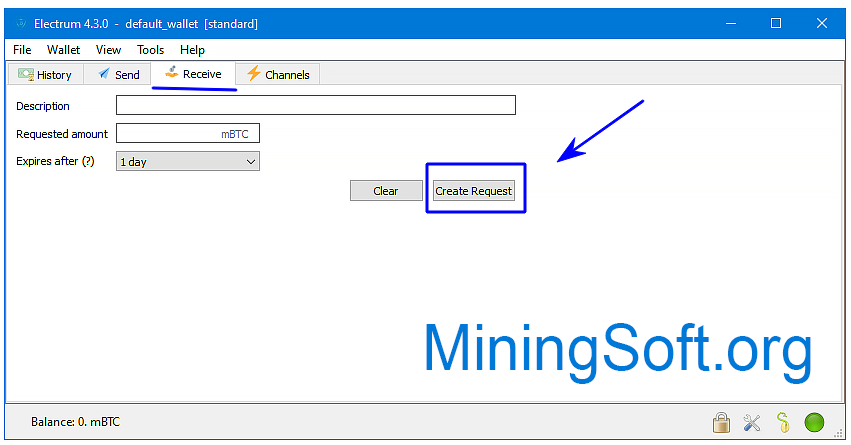 Electrum 4.3.0 - default_wallet [standard]
File Wallet View Tools Help
History Send Receive Channels
Description
Requested amount mBTC
Expires after (?) 1 day
Clear Create Request
MiningSoft.org
Balance: 0. mBTC